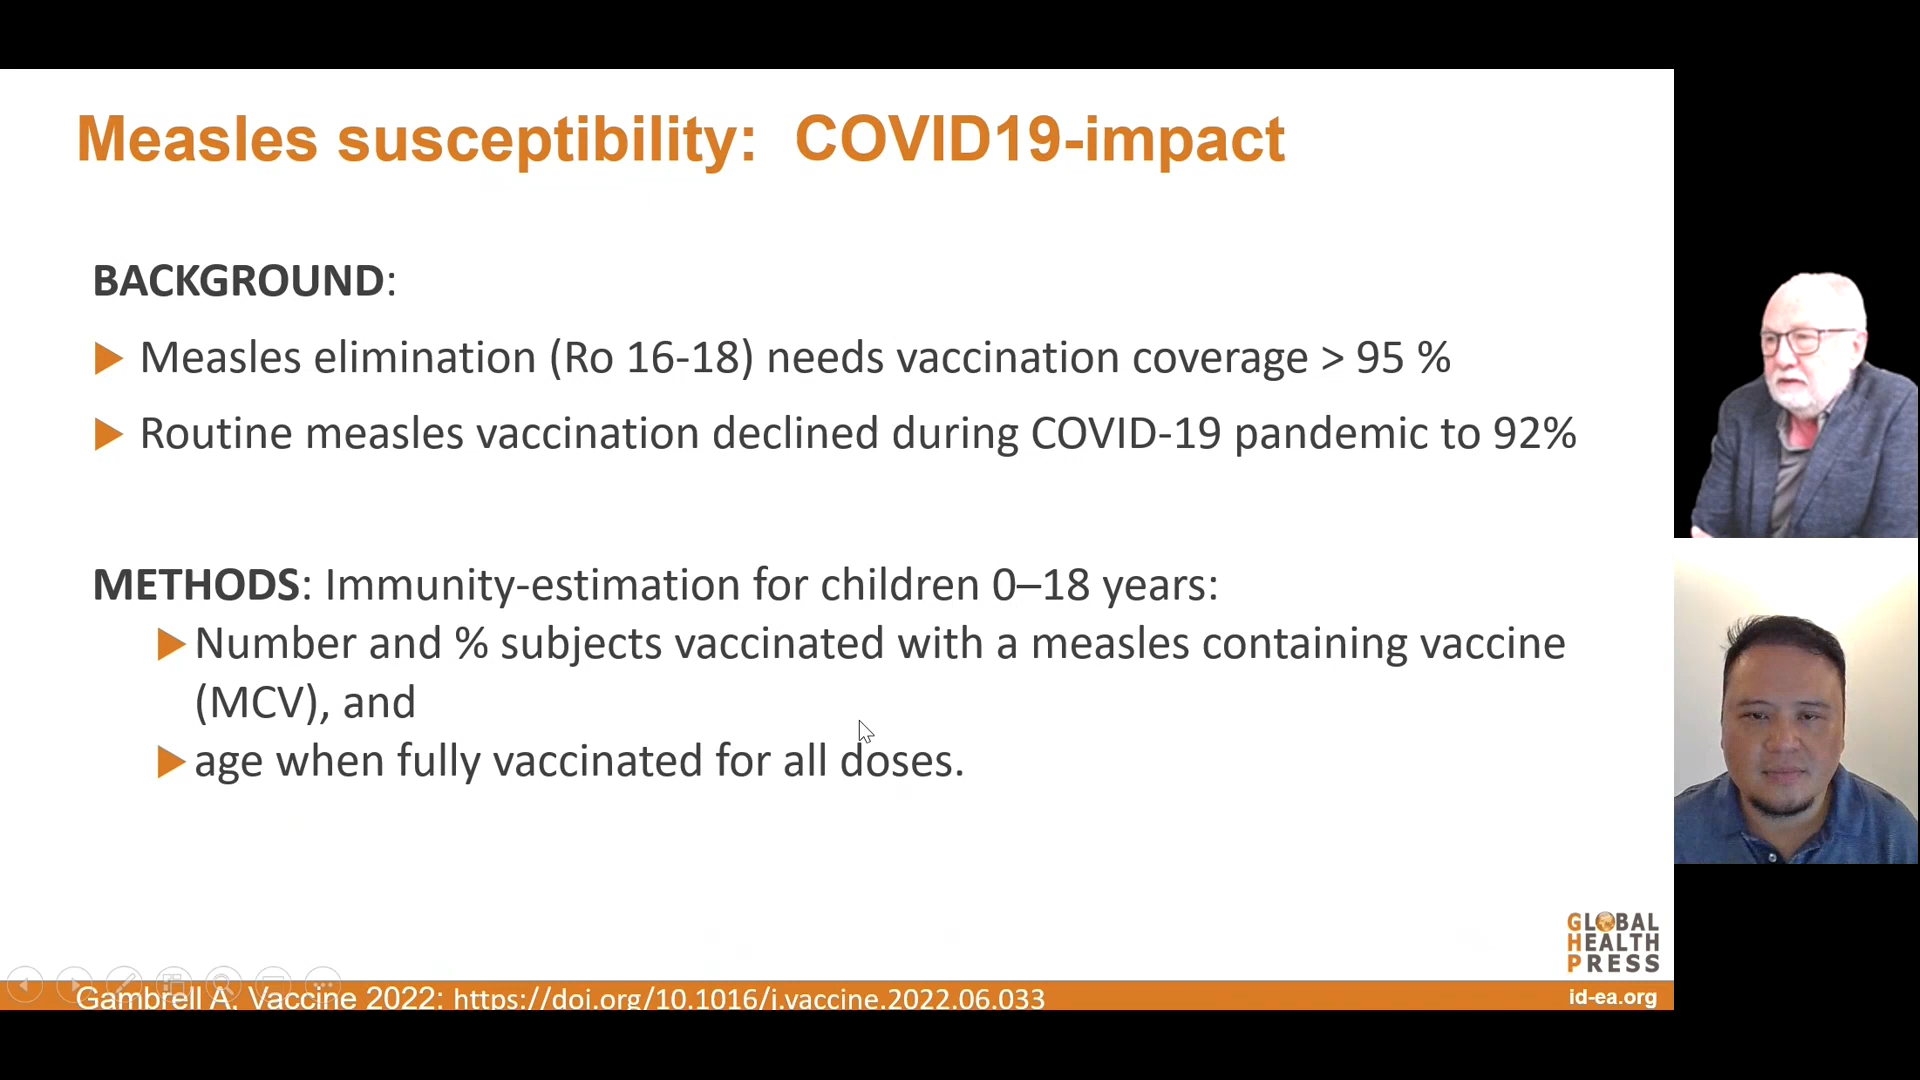 Measles susceptibility: COVID19-impact
BACKGROUND:
Measles elimination (Ro 16-18) needs vaccination coverage > 95 %
Routine measles vaccination declined during COVID-19 pandemic to 92%
METHODS: Immunity-estimation for children 0–18 years:
Number and % subjects vaccinated with a measles containing vaccine
(MCV), and
age when fully vaccinated for all doses.
GLOBAL
HEALTH
PRESS
Gambrell A, Vaccine 2022: https://doi.org/10.1016/j.vaccine.2022.06.033
id-ea.org